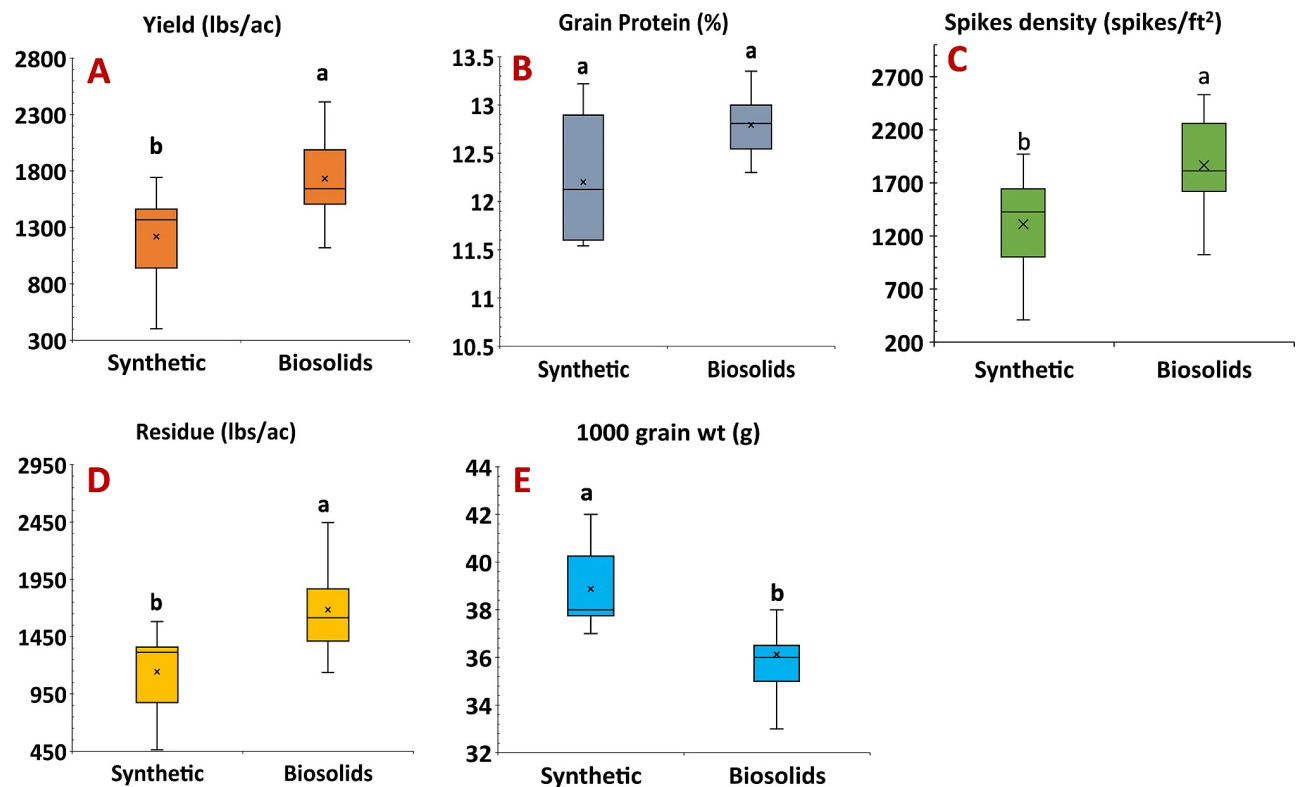 Yield (lbs/ac)
A
2800
2300
1800
1300
800
300
b
a
Synthetic
Biosolids
Grain Protein (%)
B
13.5
13
12.5
12
11.5
11
10.5
a
a
Synthetic
Biosolids
Spikes density (spikes/ft²)
C
2700
2200
1700
1200
700
200
b
a
Synthetic
Biosolids
Residue (lbs/ac)
D
2950
2450
1950
1450
950
450
b
a
Synthetic
Biosolids
1000 grain wt (g)
E
44
42
40
38
36
34
32
a
b
Synthetic
Biosolids